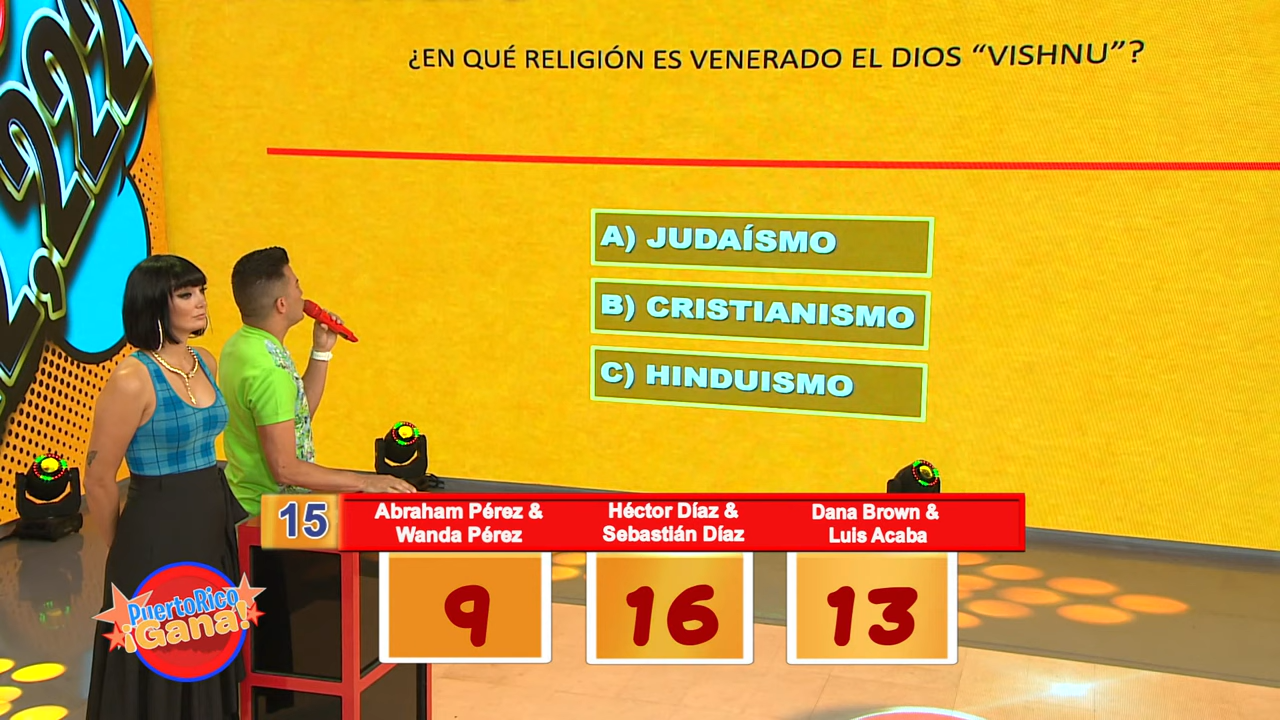 ¿EN QUÉ RELIGIÓN ES VENERADO EL DIOS “VISHNU”?
A) JUDAÍSMO
B) CRISTIANISMO
C) HINDUISMO
15
Abraham Pérez &
Wanda Pérez
Héctor Díaz &
Sebastián Díaz
Dana Brown &
Luis Acaba
9
16
13
PuertoRico
¡Gana!